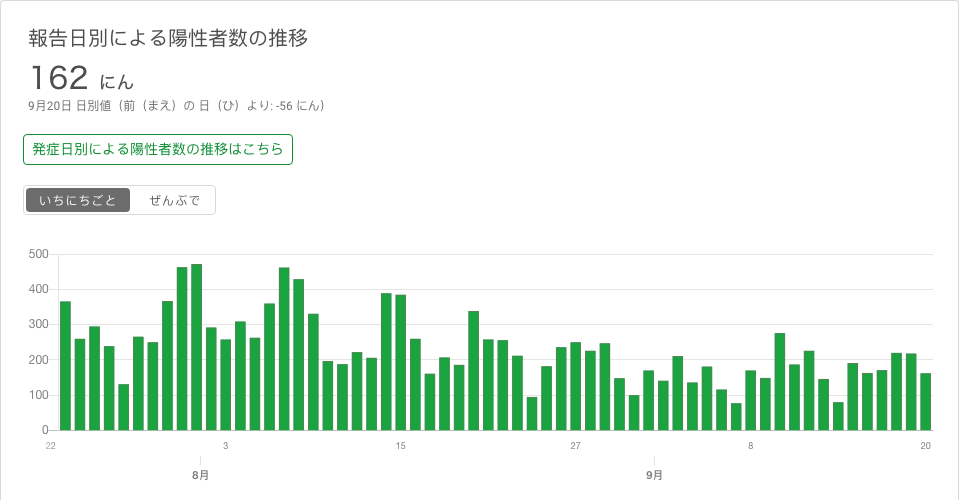 報告日別による陽性者数の推移
162 にん
9月20日 日別値（前（まえ）の 日（ひ）より: -56 にん）
発症日別による陽性者数の推移はこちら
いちにちごと ぜんぶで
500
400
300
200
100
0
22 3 15 27 8 20
8月 9月